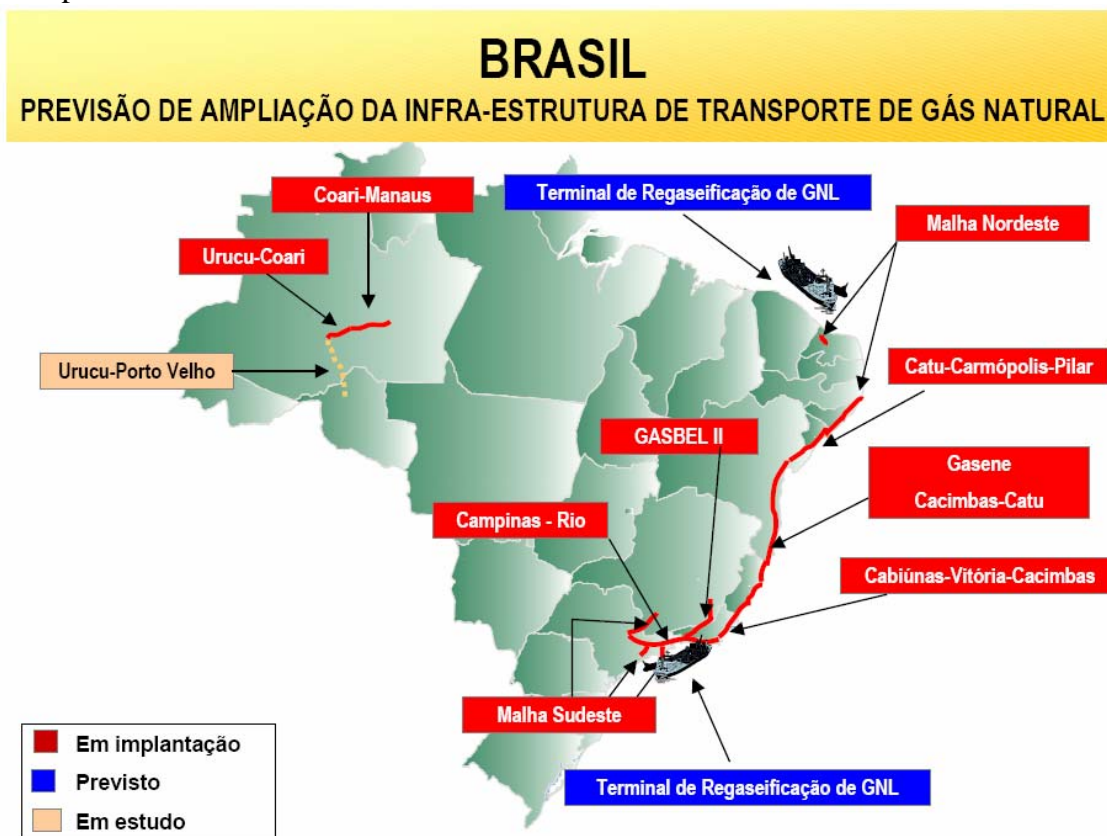 BRASIL
PREVISÃO DE AMPLIAÇÃO DA INFRA-ESTRUTURA DE TRANSPORTE DE GÁS NATURAL
Coari-Manaus
Terminal de Regaseificação de GNL
Malha Nordeste
Urucu-Coari
Urucu-Porto Velho
Catu-Carmópolis-Pilar
GASBEL II
Gasene
Cacimbas-Catu
Campinas - Rio
Cabiúnas-Vitória-Cacimbas
Malha Sudeste
Em implantação
Previsto
Em estudo
Terminal de Regaseificação de GNL